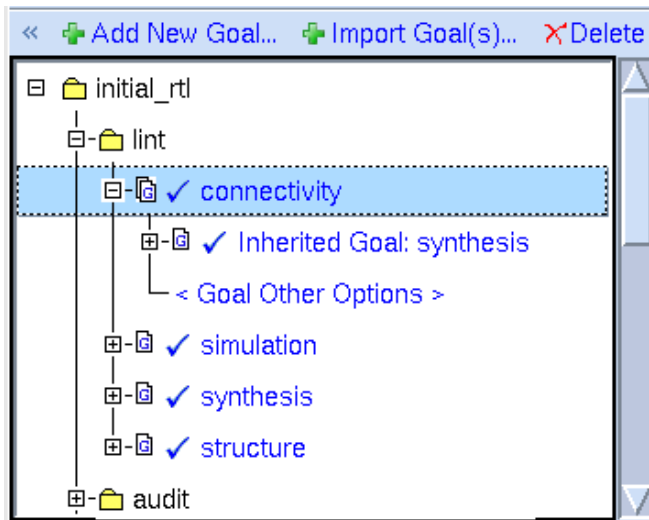 « Add New Goal... Import Goal(s)... Delete
initial_rtl
lint
connectivity
Inherited Goal: synthesis
< Goal Other Options >
simulation
synthesis
structure
audit